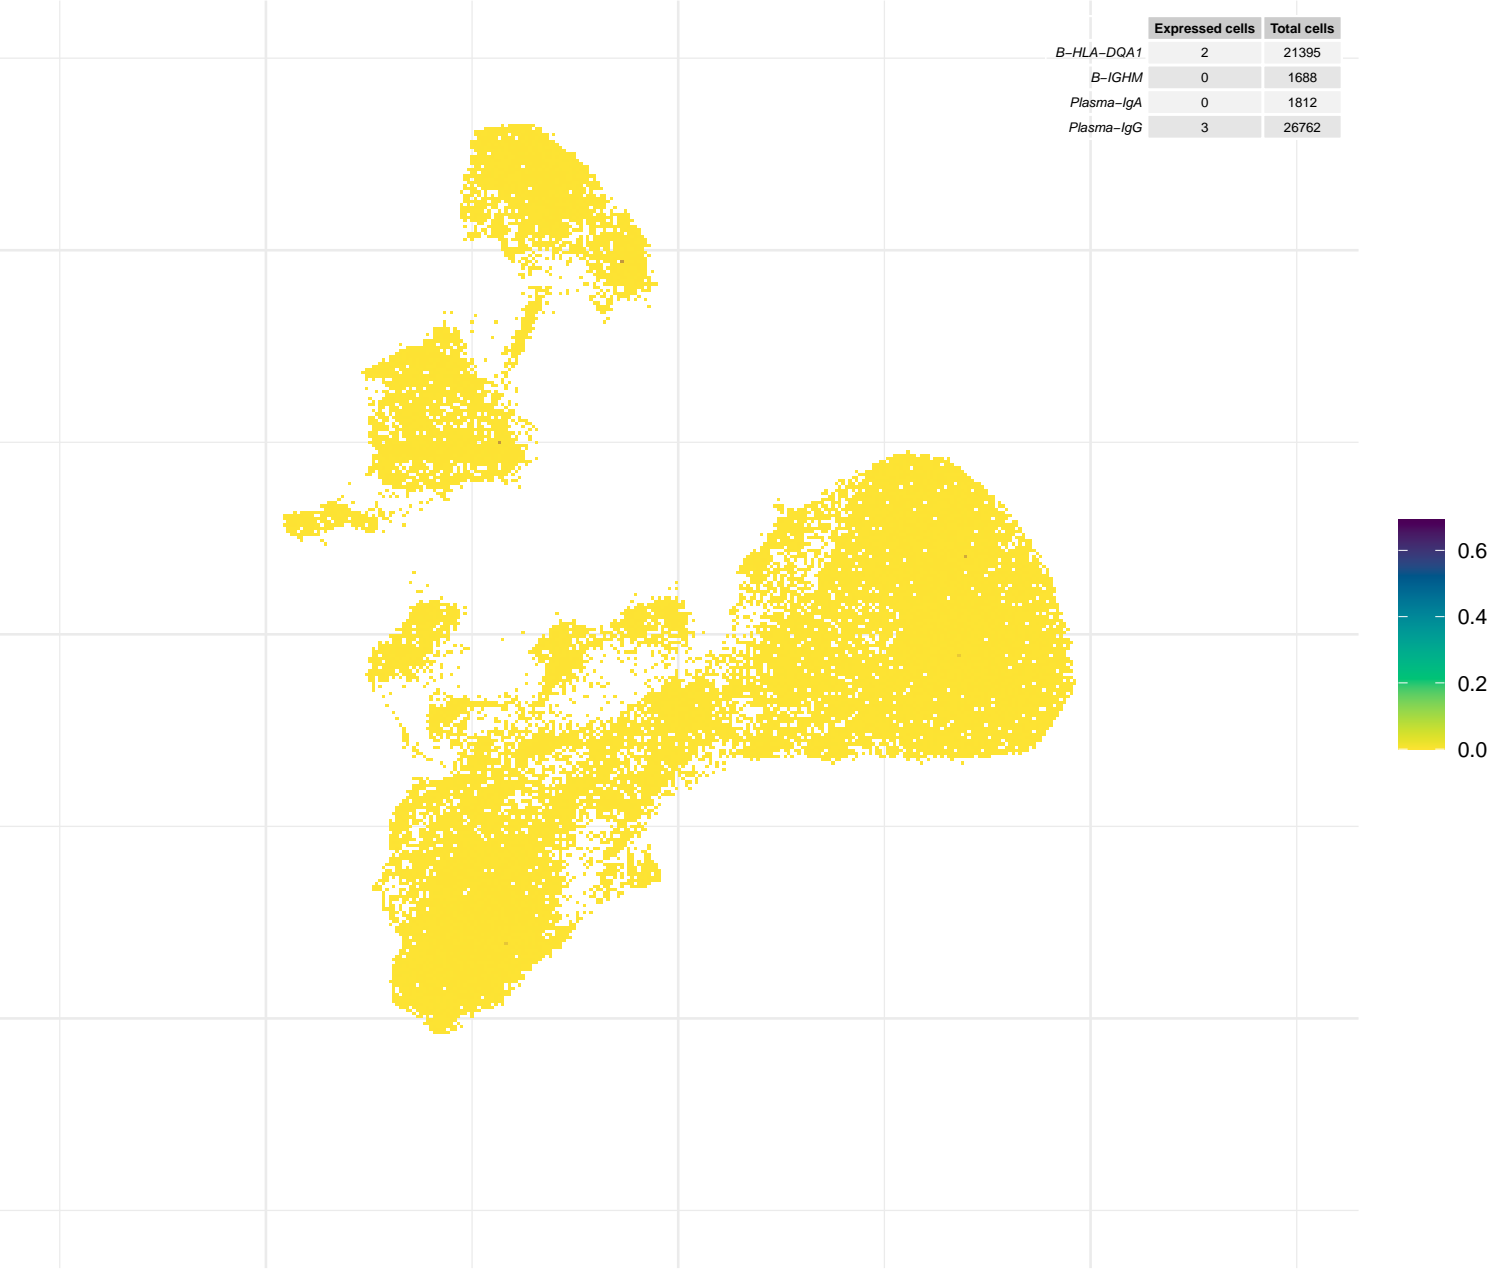 Expressed cells Total cells
B−HLA−DQA1 2 21395
B−IGHM 0 1688
Plasma−IgA 0 1812
Plasma−IgG 3 26762
0.6
0.4
0.2
0.0